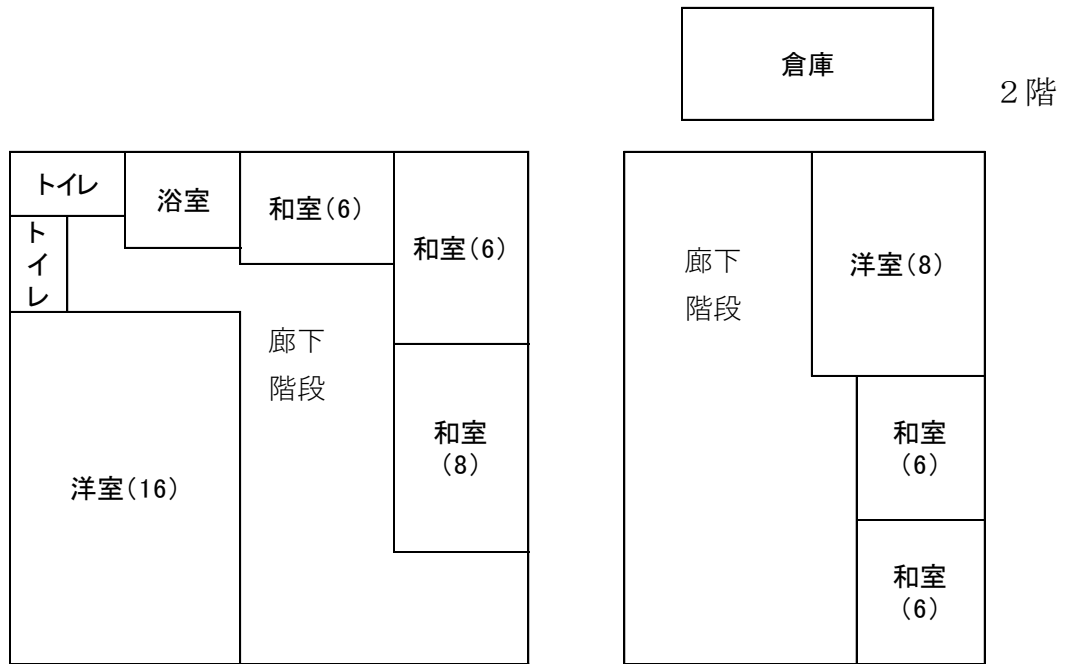 倉庫
２階
トイレ
浴室
和室(6)
和室(6)
トイレ
廊下
階段
和室
(8)
洋室(16)
廊下
階段
洋室(8)
和室
(6)
和室
(6)